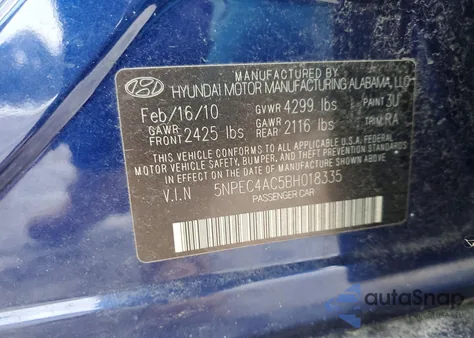 MANUFACTURED BY
HYUNDAI MOTOR MANUFACTURING ALABAMA, LLC
Feb/16/10 GVWR 4299 lbs PAINT 3U
GAWR FRONT 2425 lbs GAWR REAR 2116 lbs TRIM RA
THIS VEHICLE CONFORMS TO ALL APPLICABLE U.S.A. FEDERAL
MOTOR VEHICLE SAFETY, BUMPER, AND THEFT PREVENTION
STANDARDS IN EFFECT ON THE DATE OF MANUFACTURE SHOWN ABOVE.
V.I.N 5NPEC4AC5BH018335
PASSENGER CAR
autoSnap